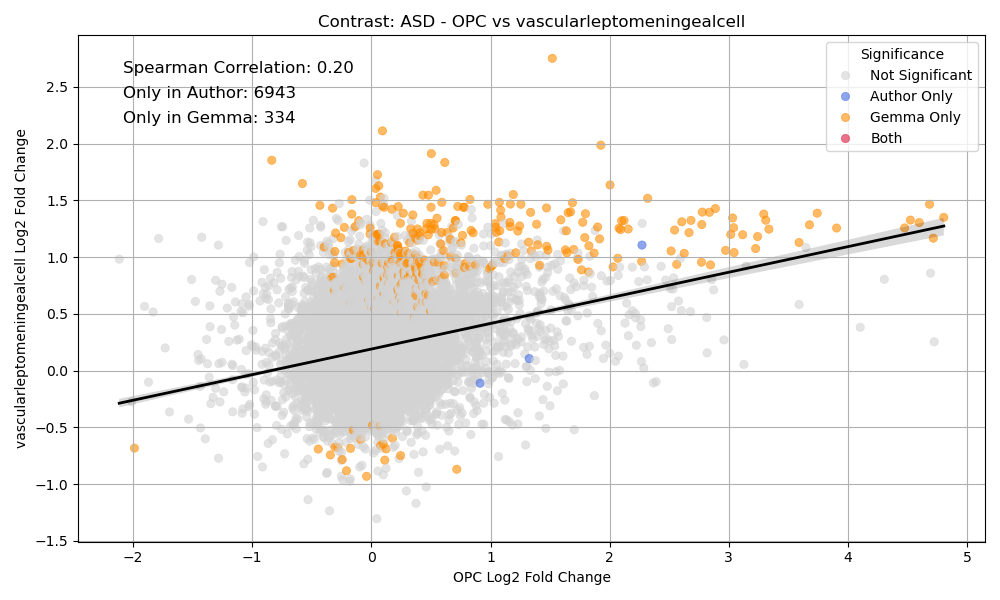 Contrast: ASD - OPC vs vascularleptomeningealcell
Spearman Correlation: 0.20
Only in Author: 6943
Only in Gemma: 334
Significance
Not Significant
Author Only
Gemma Only
Both
vascularleptomeningealcell Log2 Fold Change
2.5
2.0
1.5
1.0
0.5
0.0
−0.5
−1.0
−1.5
−2 −1 0 1 2 3 4 5
OPC Log2 Fold Change